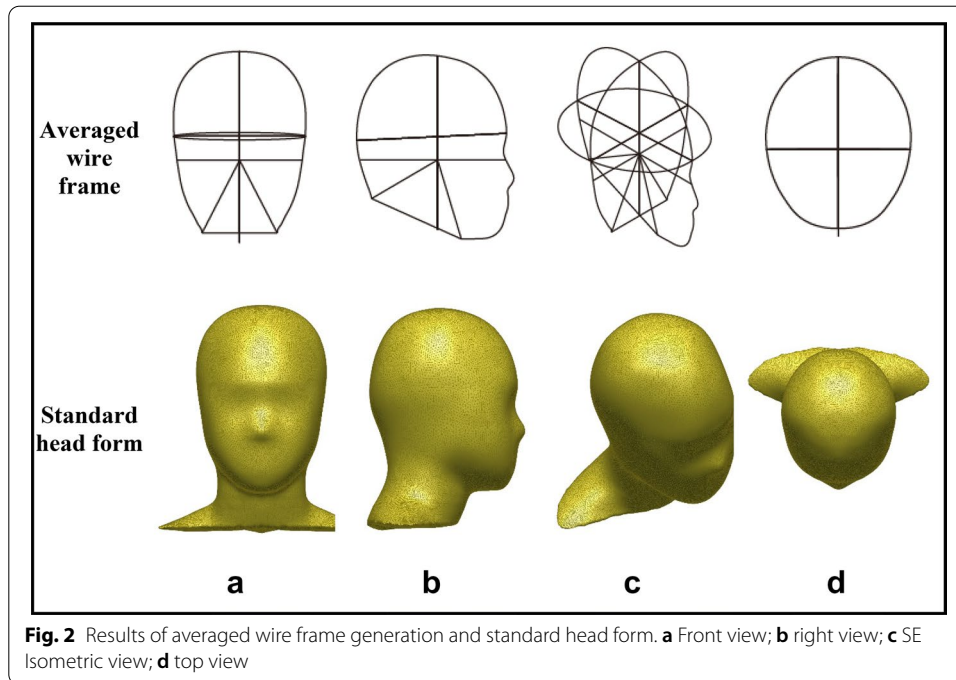 Averaged
wire
frame
Standard
head form
a b c d
Fig. 2 Results of averaged wire frame generation and standard head form. a Front view; b right view; c SE
Isometric view; d top view